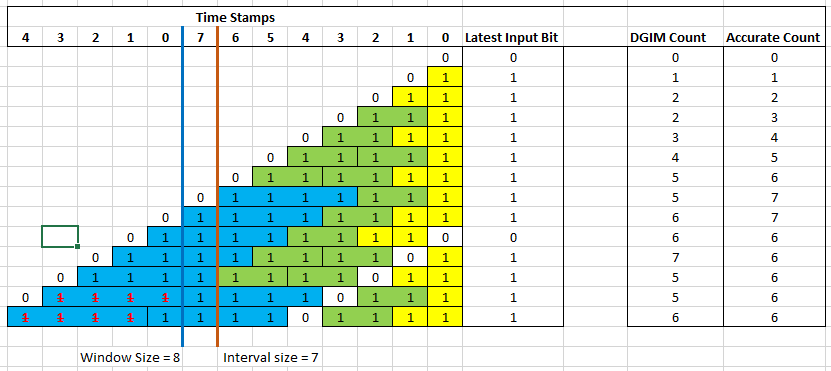 Time Stamps
4 3 2 1 0 7 6 5 4 3 2 1 0 Latest Input Bit DGIM Count Accurate Count
0 0 0 0
0 1 1 1 1
0 1 1 1 2 2
0 1 1 1 1 2 3
0 1 1 1 1 1 3 4
0 1 1 1 1 1 1 4 5
0 1 1 1 1 1 1 1 5 6
0 1 1 1 1 1 1 1 1 5 7
0 1 1 1 1 1 1 1 1 1 6 7
0 1 1 1 1 1 1 1 1 0 0 6 6
0 1 1 1 1 1 1 1 1 0 1 1 7 6
0 1 1 1 1 1 1 1 1 0 1 1 1 5 6
0 1 1 1 1 1 1 1 1 0 1 1 1 1 5 6
1 1 1 1 1 1 1 1 0 1 1 1 1 1 6 6
Window Size = 8 Interval size = 7